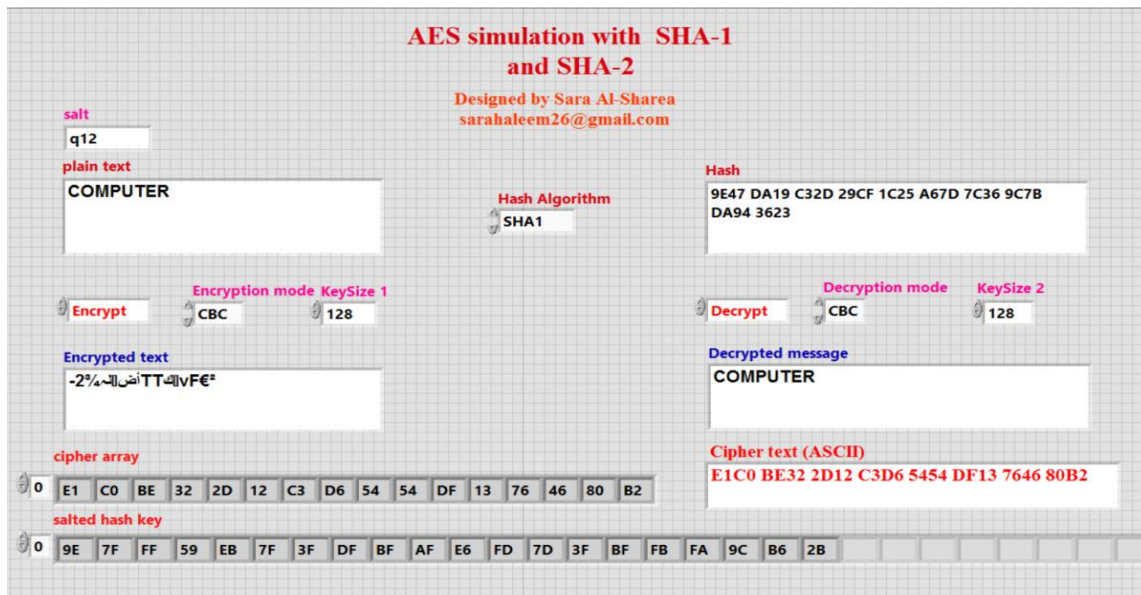 AES simulation with SHA-1
and SHA-2
Designed by Sara Al-Sharea
sarahaleem26@gmail.com
salt
q12
plain text
COMPUTER
Hash Algorithm
SHA1
Hash
9E47 DA19 C32D 29CF 1C25 A67D 7C36 9C7B
DA94 3623
Encrypt
Encryption mode
CBC
KeySize 1
128
Decrypt
Decryption mode
CBC
KeySize 2
128
Encrypted text
Decrypted message
COMPUTER
cipher array
0 E1 C0 BE 32 2D 12 C3 D6 54 54 DF 13 76 46 80 B2
Cipher text (ASCII)
E1C0 BE32 2D12 C3D6 5454 DF13 7646 80B2
salted hash key
0 9E 7F FF 59 EB 7F 3F DF BF AF E6 FD 7D 3F BF FB FA 9C B6 2B